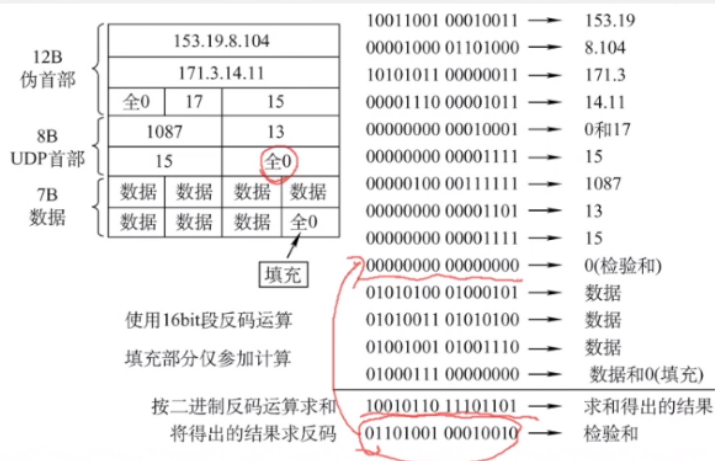 12B
伪首部
153.19.8.104
171.3.14.11
全0 17 15
8B
UDP首部
1087 13
15 全0
7B
数据
数据 数据 数据 数据
数据 数据 数据 全0
填充
使用16bit段反码运算
填充部分仅参加计算
10011001 00010011 → 153.19
00001000 01101000 → 8.104
10101011 00000011 → 171.3
00001110 00001011 → 14.11
00000000 00010001 → 0和17
00000000 00001111 → 15
00000100 00111111 → 1087
00000000 00001101 → 13
00000000 00001111 → 15
00000000 00000000 → 0(检验和)
01010100 01000101 → 数据
01010011 01010100 → 数据
01001001 01001110 → 数据
01000111 00000000 → 数据和0(填充)
按二进制反码运算求和 10010110 11101101 → 求和得出的结果
将得出的结果求反码 01101001 00010010 → 检验和